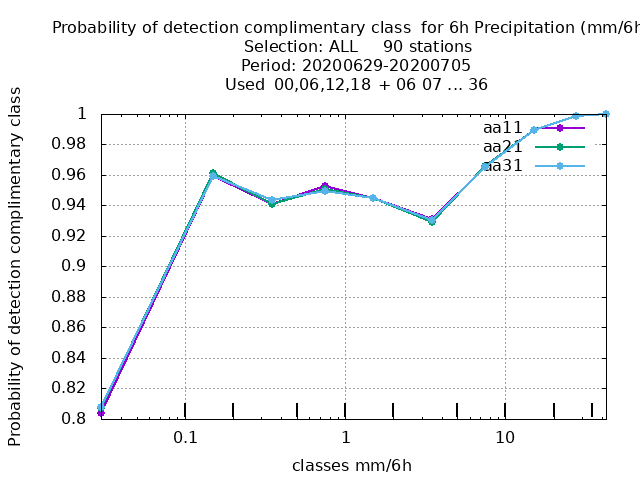 Probability of detection complimentary class for 6h Precipitation (mm/6h
Selection: ALL 90 stations
Period: 20200629-20200705
Used 00,06,12,18 + 06 07 ... 36
Probability of detection complimentary class
1
0.98
0.96
0.94
0.92
0.9
0.88
0.86
0.84
0.82
0.8
aa11
aa21
aa31
0.1
1
10
classes mm/6h